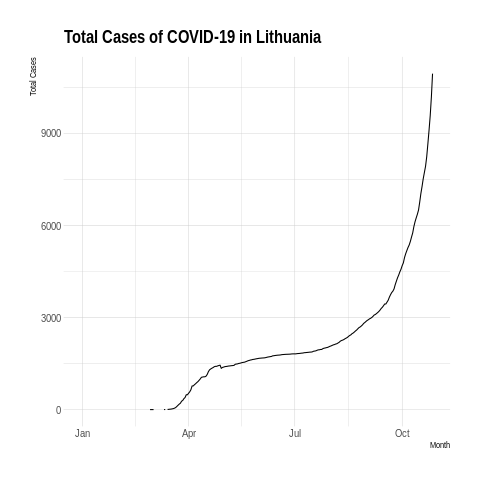 Total Cases of COVID-19 in Lithuania
Total Cases
9000
6000
3000
0
Jan Apr Jul Oct
Month